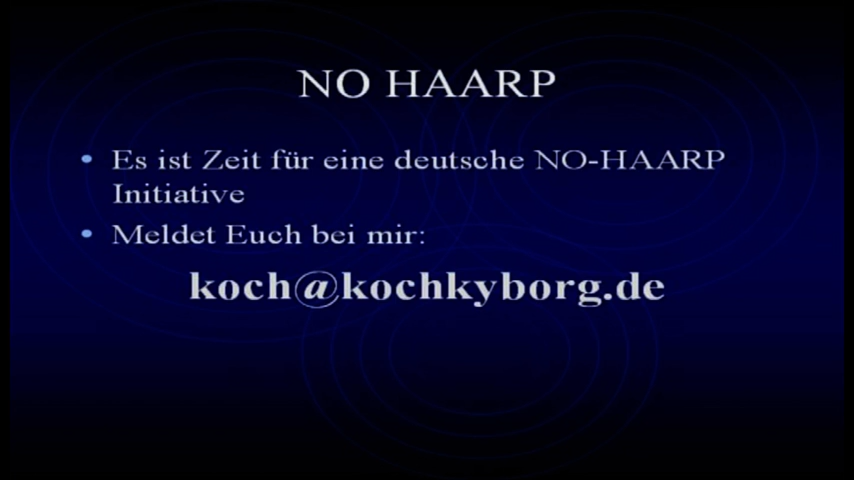 NO HAARP
• Es ist Zeit für eine deutsche NO-HAARP
Initiative
• Meldet Euch bei mir:
koch@kochkyborg.de